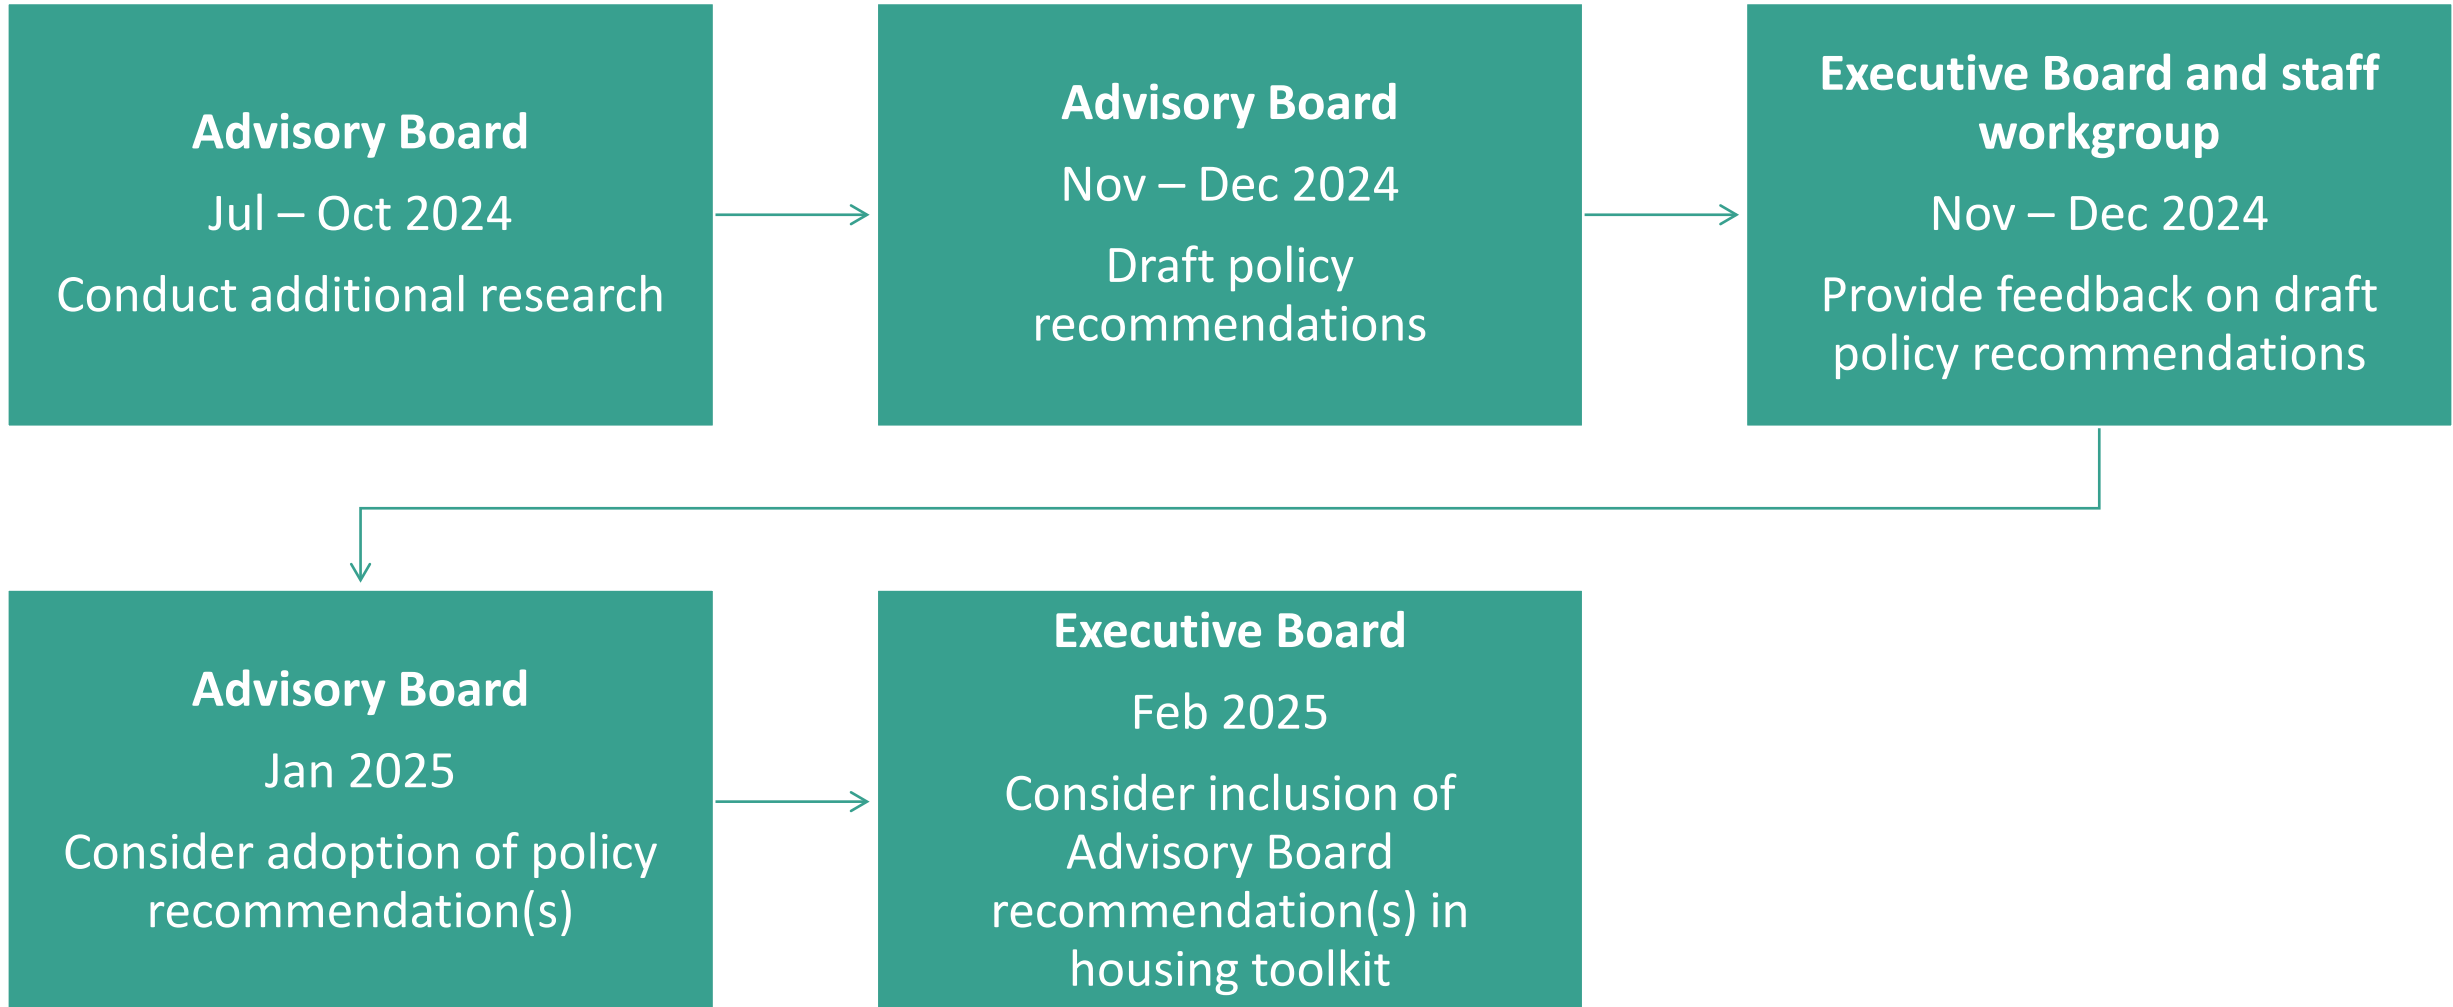 Advisory Board
Jul – Oct 2024
Conduct additional research
Advisory Board
Nov – Dec 2024
Draft policy
recommendations
Executive Board and staff
workgroup
Nov – Dec 2024
Provide feedback on draft
policy recommendations
Advisory Board
Jan 2025
Consider adoption of policy
recommendation(s)
Executive Board
Feb 2025
Consider inclusion of
Advisory Board
recommendation(s) in
housing toolkit